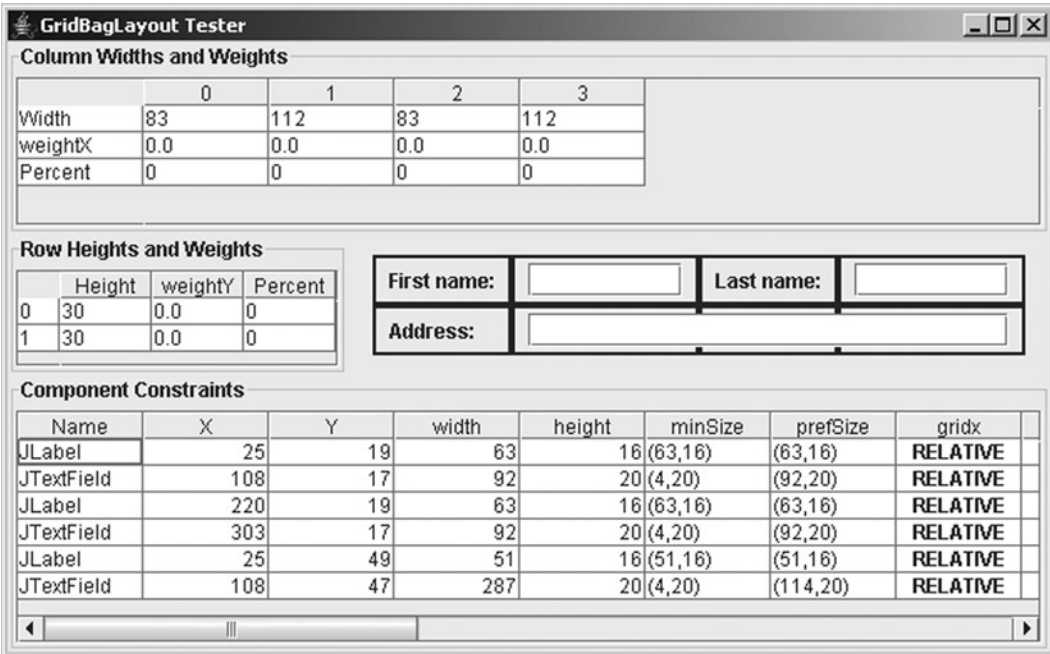 GridBagLayout Tester
Column Widths and Weights
0 1 2 3
Width 83 112 83 112
weightX 0.0 0.0 0.0 0.0
Percent 0 0 0 0
Row Heights and Weights
Height weightY Percent
0 30 0.0 0
1 30 0.0 0
First name: Last name:
Address:
Component Constraints
Name X Y width height minSize prefSize gridx
JLabel 25 19 63 16 (63,16) (63,16) RELATIVE
JTextField 108 17 92 20 (4,20) (92,20) RELATIVE
JLabel 220 19 63 16 (63,16) (63,16) RELATIVE
JTextField 303 17 92 20 (4,20) (92,20) RELATIVE
JLabel 25 49 51 16 (51,16) (51,16) RELATIVE
JTextField 108 47 287 20 (4,20) (114,20) RELATIVE